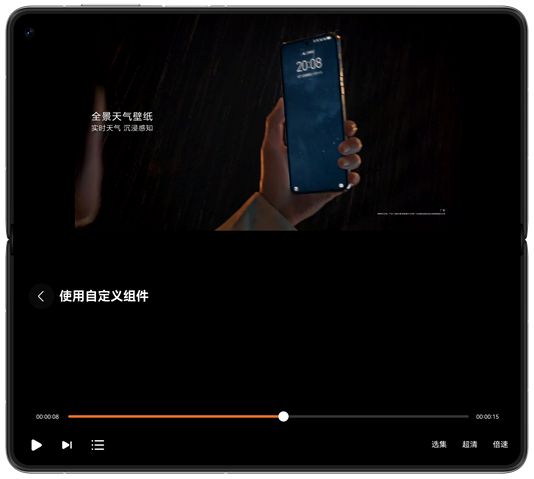 20:08
全景天气壁纸
实时天气 沉浸感知
使用自定义组件
00:00:08
00:00:15
选集
超清
倍速